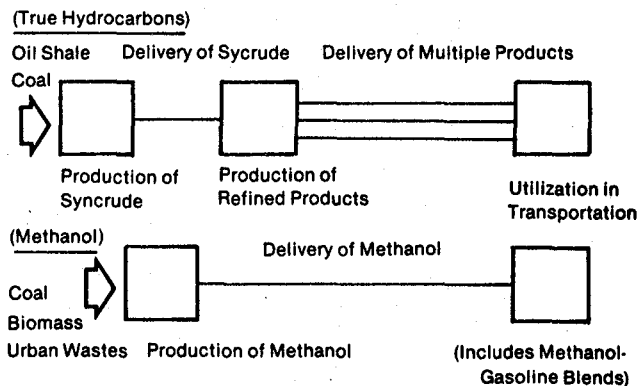 (True Hydrocarbons)
Oil Shale
Coal
Delivery of Sycrude
Delivery of Multiple Products
Production of
Syncrude
Production of
Refined Products
Utilization in
Transportation
(Methanol)
Coal
Biomass
Urban Wastes
Delivery of Methanol
Production of Methanol
(Includes Methanol-
Gasoline Blends)